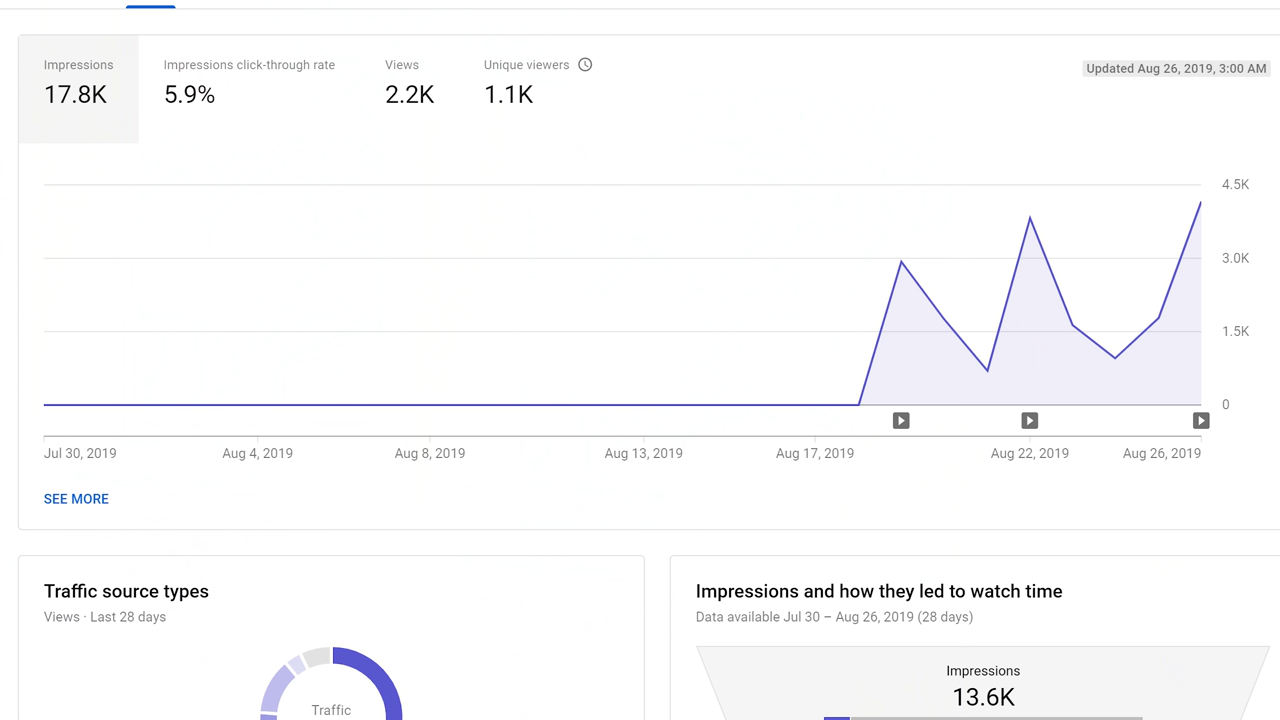 Impressions
17.8K
Impressions click-through rate
5.9%
Views
2.2K
Unique viewers
1.1K
Updated Aug 26, 2019, 3:00 AM
4.5K
3.0K
1.5K
0
Jul 30, 2019 Aug 4, 2019 Aug 8, 2019 Aug 13, 2019 Aug 17, 2019 Aug 22, 2019 Aug 26, 2019
SEE MORE
Traffic source types
Views · Last 28 days
Traffic
Impressions and how they led to watch time
Data available Jul 30 – Aug 26, 2019 (28 days)
Impressions
13.6K